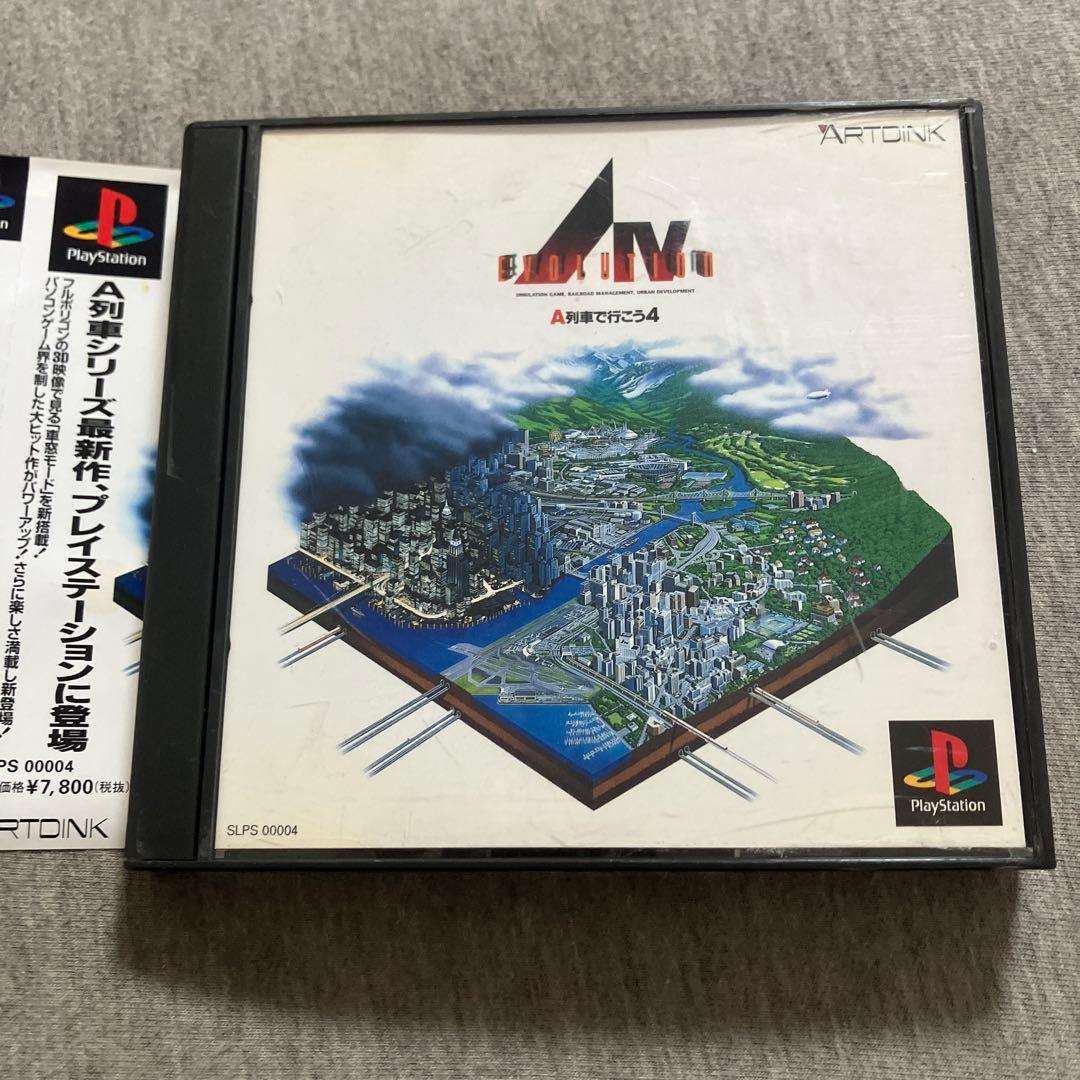 n
PlayStation
A列車シリーズ最新作、プレイステーションに登場
フルポリゴンの3D映像で見る「車窓モード」を新搭載!
パソコンゲーム界を制した大ヒット作がパワーアップ!さらに楽しさ満載し新登場!
PS 00004
価格¥7,800(税抜)
RTDINK
ARTDINK
AIV
EVOLUTION
SIMULATION GAME, RAILROAD MANAGEMENT, URBAN DEVELOPMENT
A列車で行こう4
SLPS 00004
PlayStation